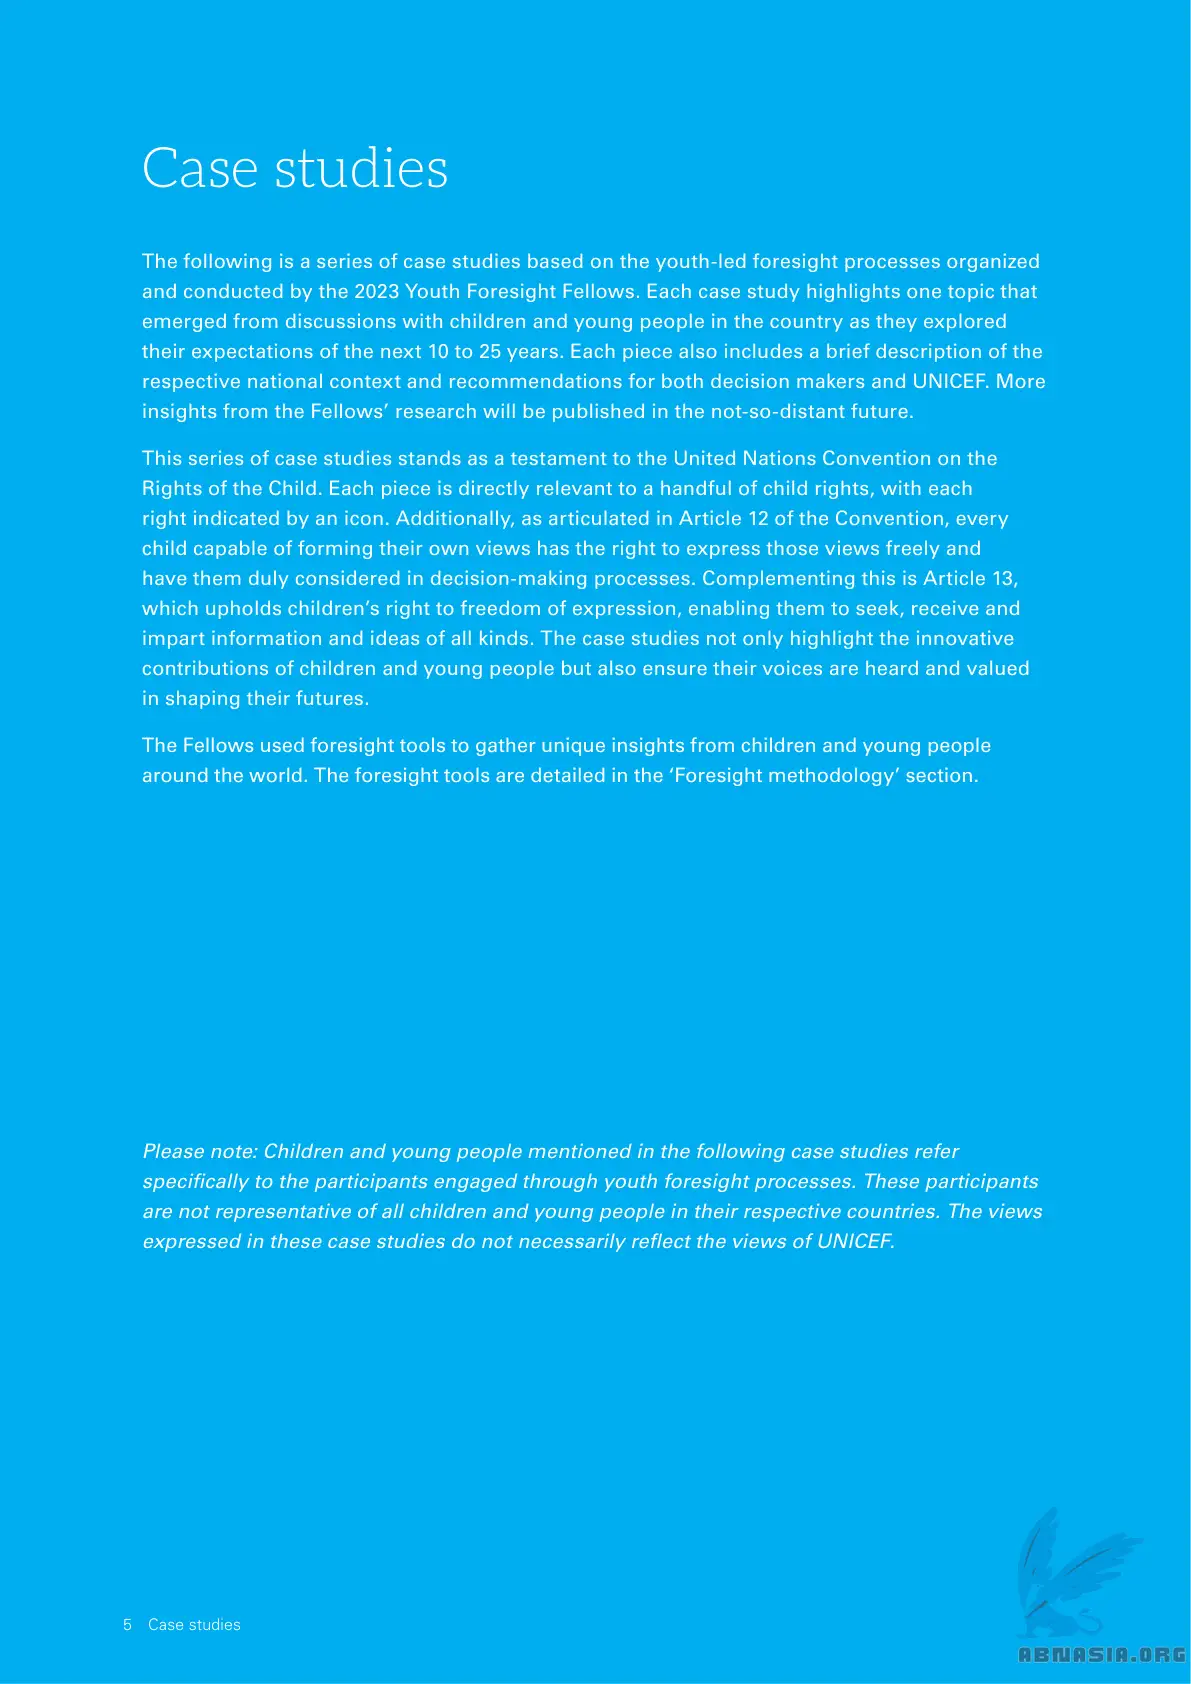 Case studies
The following is a series of case studies based on the youth-led foresight processes organized
and conducted by the 2023 Youth Foresight Fellows. Each case study highlights one topic that
emerged from discussions with children and young people in the country as they explored
their expectations of the next 10 to 25 years. Each piece also includes a brief description of the
respective national context and recommendations for both decision makers and UNICEF. More
insights from the Fellows’ research will be published in the not-so-distant future.
This series of case studies stands as a testament to the United Nations Convention on the
Rights of the Child. Each piece is directly relevant to a handful of child rights, with each
right indicated by an icon. Additionally, as articulated in Article 12 of the Convention, every
child capable of forming their own views has the right to express those views freely and
have them duly considered in decision-making processes. Complementing this is Article 13,
which upholds children’s right to freedom of expression, enabling them to seek, receive and
impart information and ideas of all kinds. The case studies not only highlight the innovative
contributions of children and young people but also ensure their voices are heard and valued
in shaping their futures.
The Fellows used foresight tools to gather unique insights from children and young people
around the world. The foresight tools are detailed in the ‘Foresight methodology’ section.
Please note: Children and young people mentioned in the following case studies refer
specifically to the participants engaged through youth foresight processes. These participants
are not representative of all children and young people in their respective countries. The views
expressed in these case studies do not necessarily reflect the views of UNICEF.
5 Case studies
ABNASIA.ORG